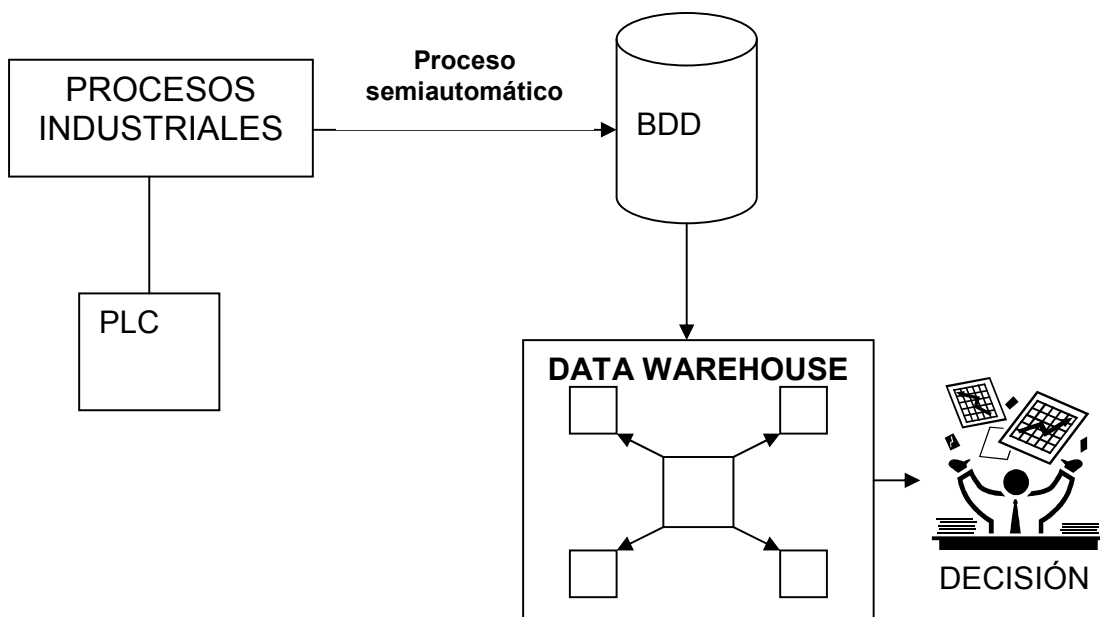 PROCESOS
INDUSTRIALES
Proceso
semiautomático
BDD
PLC
DATA WAREHOUSE
DECISIÓN